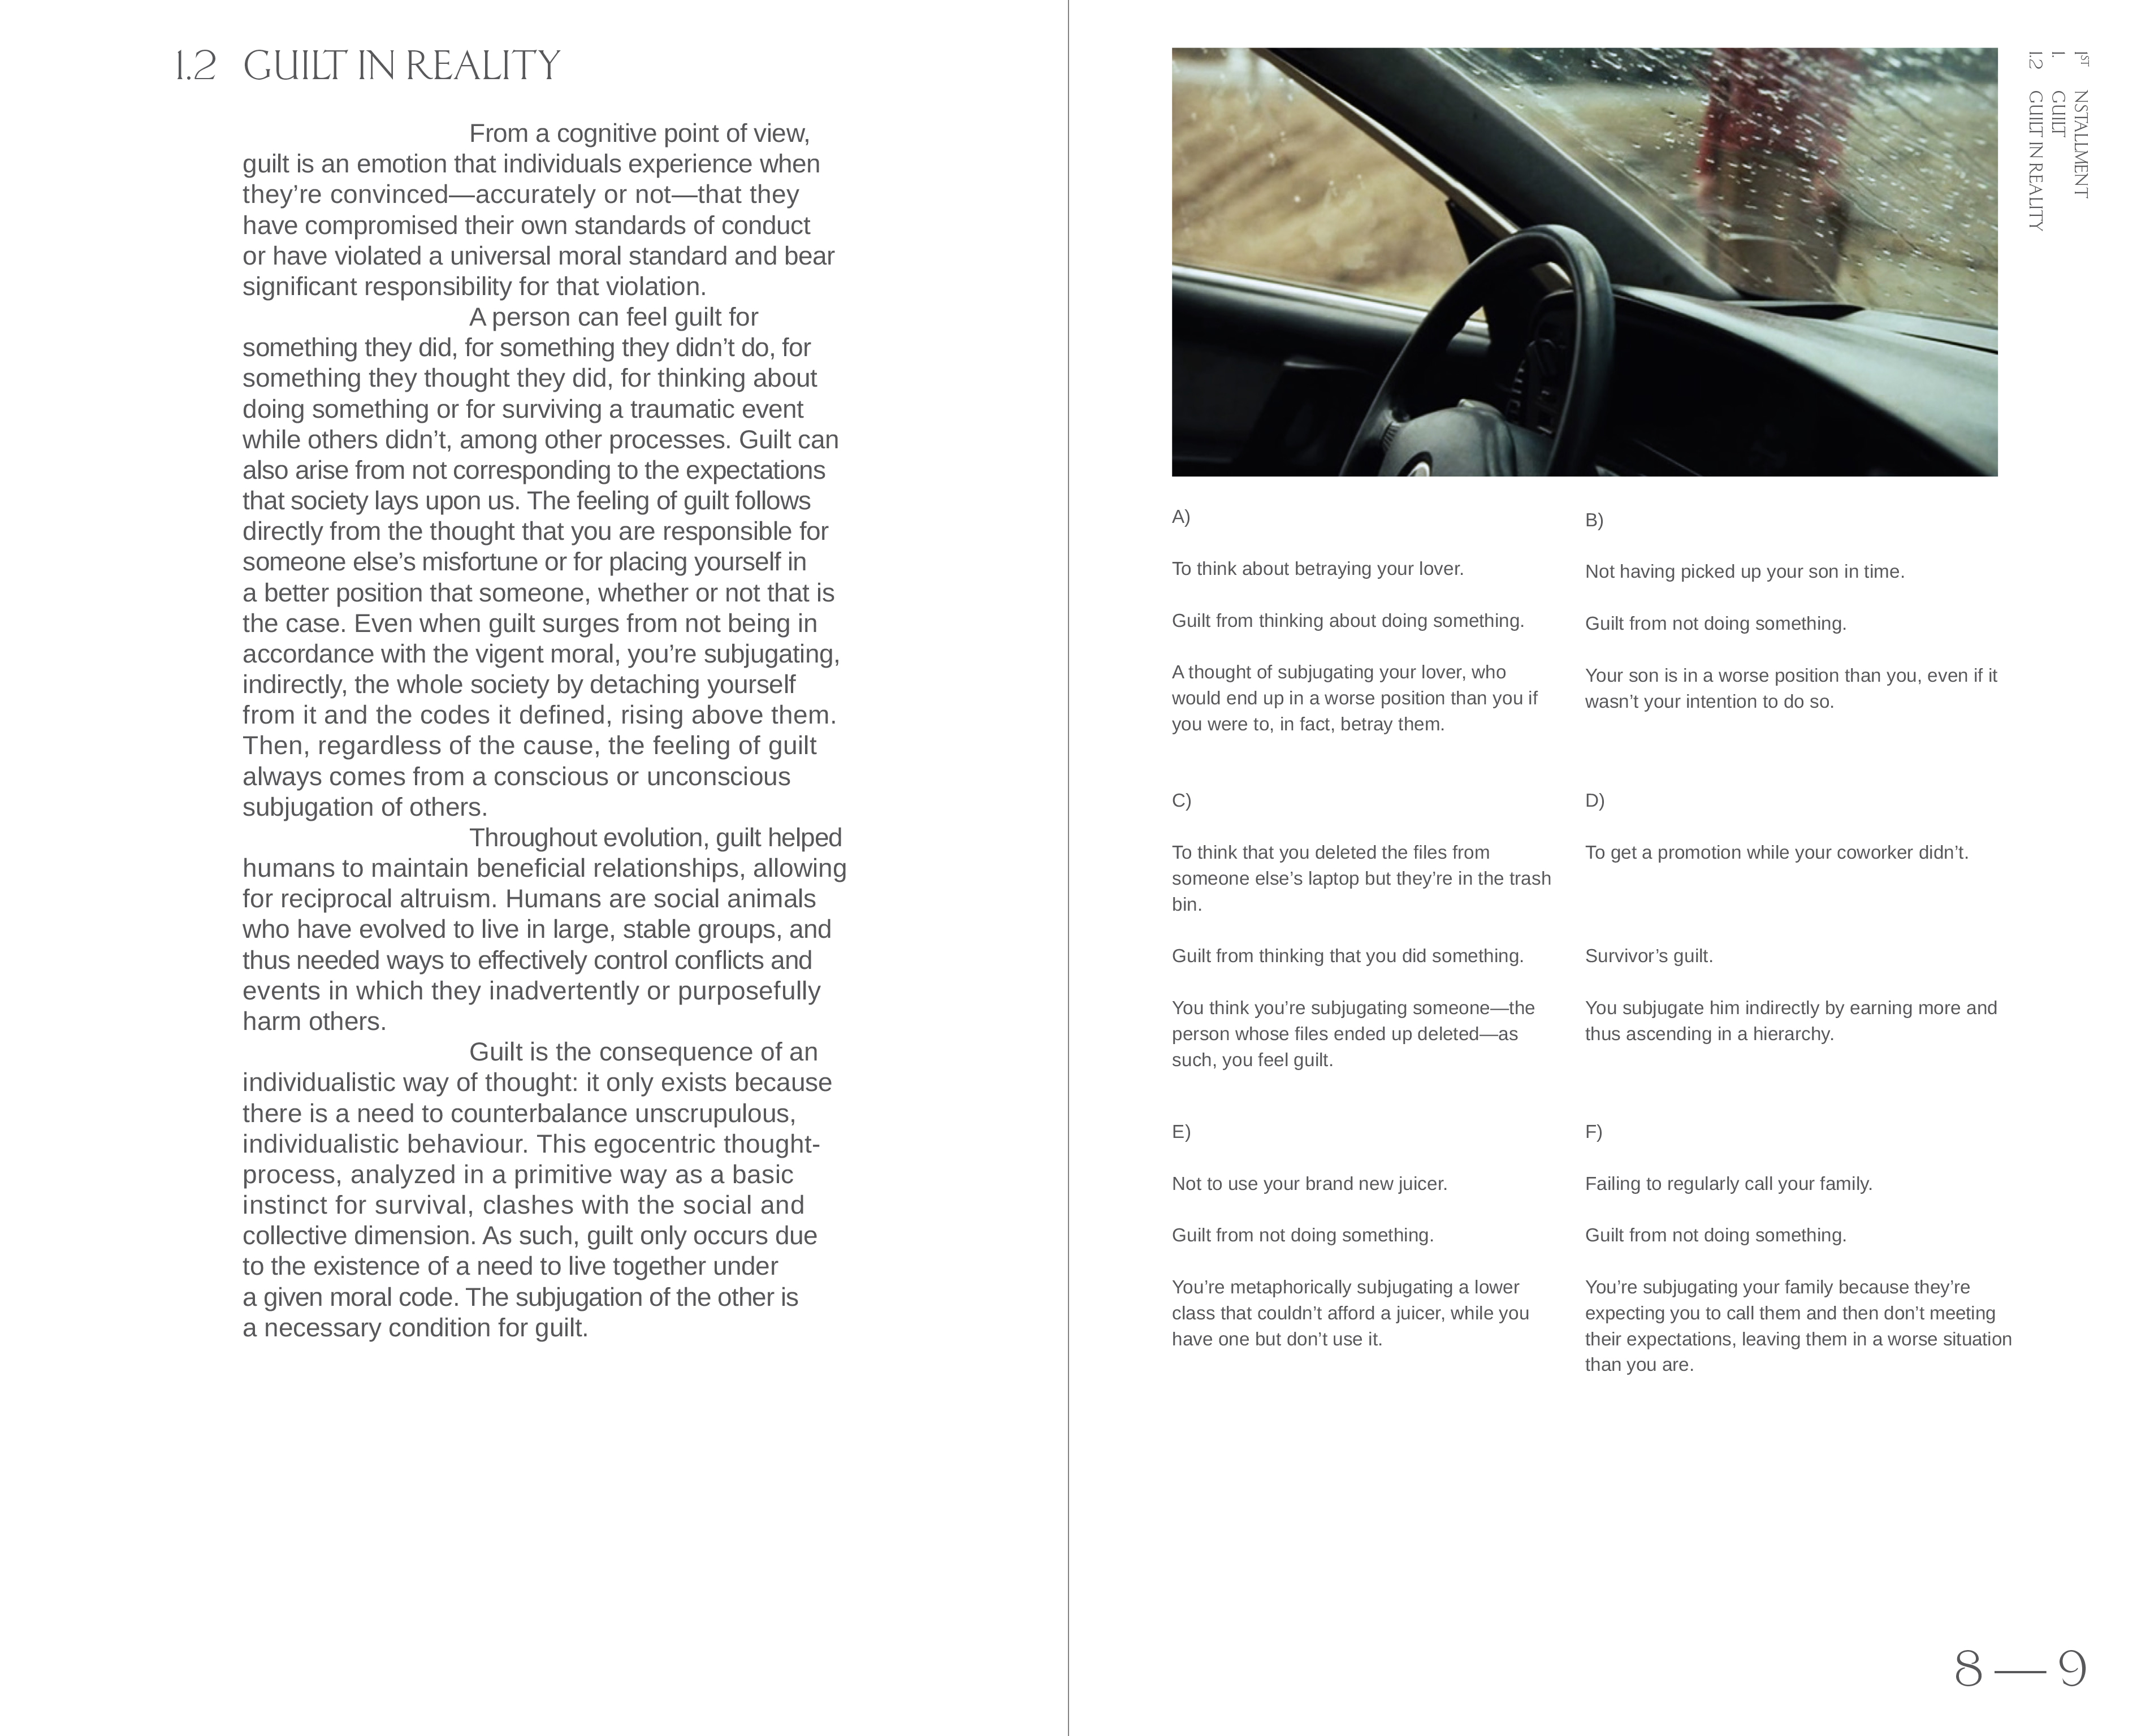 1.2 GUILT IN REALITY
From a cognitive point of view,
guilt is an emotion that individuals experience when
they’re convinced—accurately or not—that they
have compromised their own standards of conduct
or have violated a universal moral standard and bear
significant responsibility for that violation.
A person can feel guilt for
something they did, for something they didn’t do, for
something they thought they did, for thinking about
doing something or for surviving a traumatic event
while others didn’t, among other processes. Guilt can
also arise from not corresponding to the expectations
that society lays upon us. The feeling of guilt follows
directly from the thought that you are responsible for
someone else’s misfortune or for placing yourself in
a better position that someone, whether or not that is
the case. Even when guilt surges from not being in
accordance with the vigent moral, you’re subjugating,
indirectly, the whole society by detaching yourself
from it and the codes it defined, rising above them.
Then, regardless of the cause, the feeling of guilt
always comes from a conscious or unconscious
subjugation of others.
Throughout evolution, guilt helped
humans to maintain beneficial relationships, allowing
for reciprocal altruism. Humans are social animals
who have evolved to live in large, stable groups, and
thus needed ways to effectively control conflicts and
events in which they inadvertently or purposefully
harm others.
Guilt is the consequence of an
individualistic way of thought: it only exists because
there is a need to counterbalance unscrupulous,
individualistic behaviour. This egocentric thought-
process, analyzed in a primitive way as a basic
instinct for survival, clashes with the social and
collective dimension. As such, guilt only occurs due
to the existence of a need to live together under
a given moral code. The subjugation of the other is
a necessary condition for guilt.
1ST NSTALLMENT
1. GUILT
1.2 GUILT IN REALITY
A)
To think about betraying your lover.
Guilt from thinking about doing something.
A thought of subjugating your lover, who
would end up in a worse position than you if
you were to, in fact, betray them.
B)
Not having picked up your son in time.
Guilt from not doing something.
Your son is in a worse position than you, even if it
wasn’t your intention to do so.
C)
To think that you deleted the files from
someone else’s laptop but they’re in the trash
bin.
Guilt from thinking that you did something.
You think you’re subjugating someone—the
person whose files ended up deleted—as
such, you feel guilt.
D)
To get a promotion while your coworker didn’t.
Survivor’s guilt.
You subjugate him indirectly by earning more and
thus ascending in a hierarchy.
E)
Not to use your brand new juicer.
Guilt from not doing something.
You’re metaphorically subjugating a lower
class that couldn’t afford a juicer, while you
have one but don’t use it.
F)
Failing to regularly call your family.
Guilt from not doing something.
You’re subjugating your family because they’re
expecting you to call them and then don’t meeting
their expectations, leaving them in a worse situation
than you are.
8 — 9